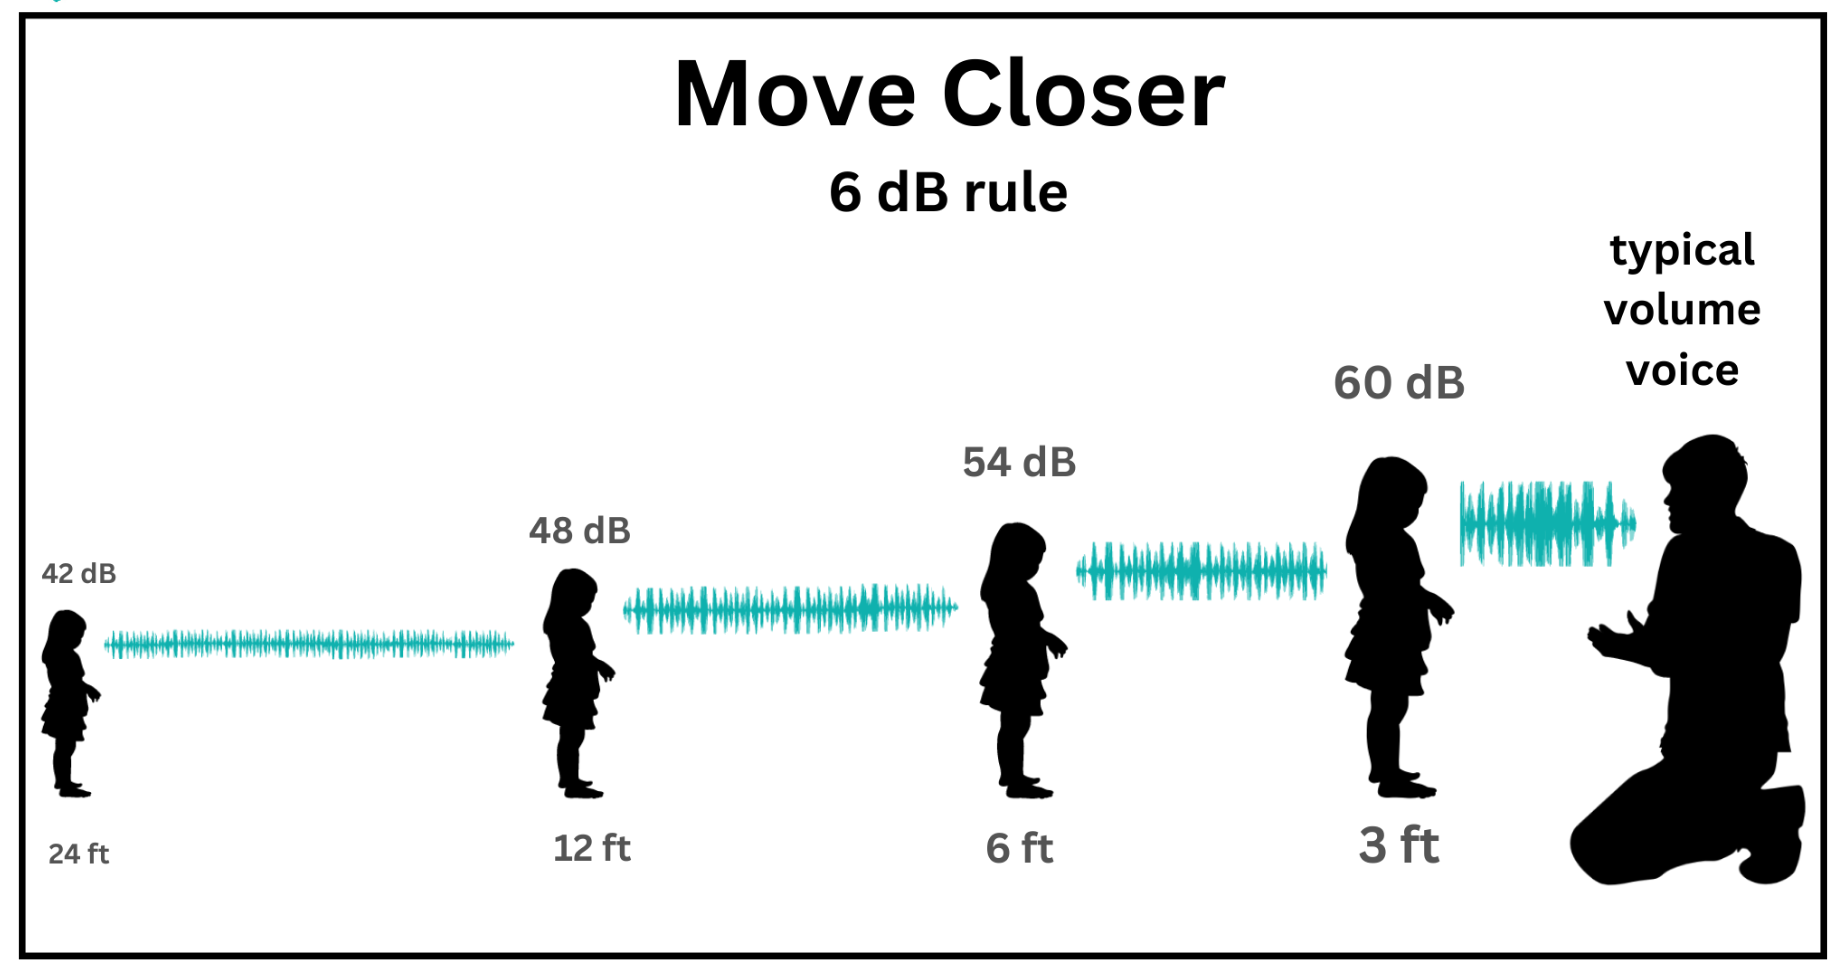 Move Closer
6 dB rule
typical
volume
voice
60 dB
54 dB
48 dB
42 dB
24 ft
12 ft
6 ft
3 ft